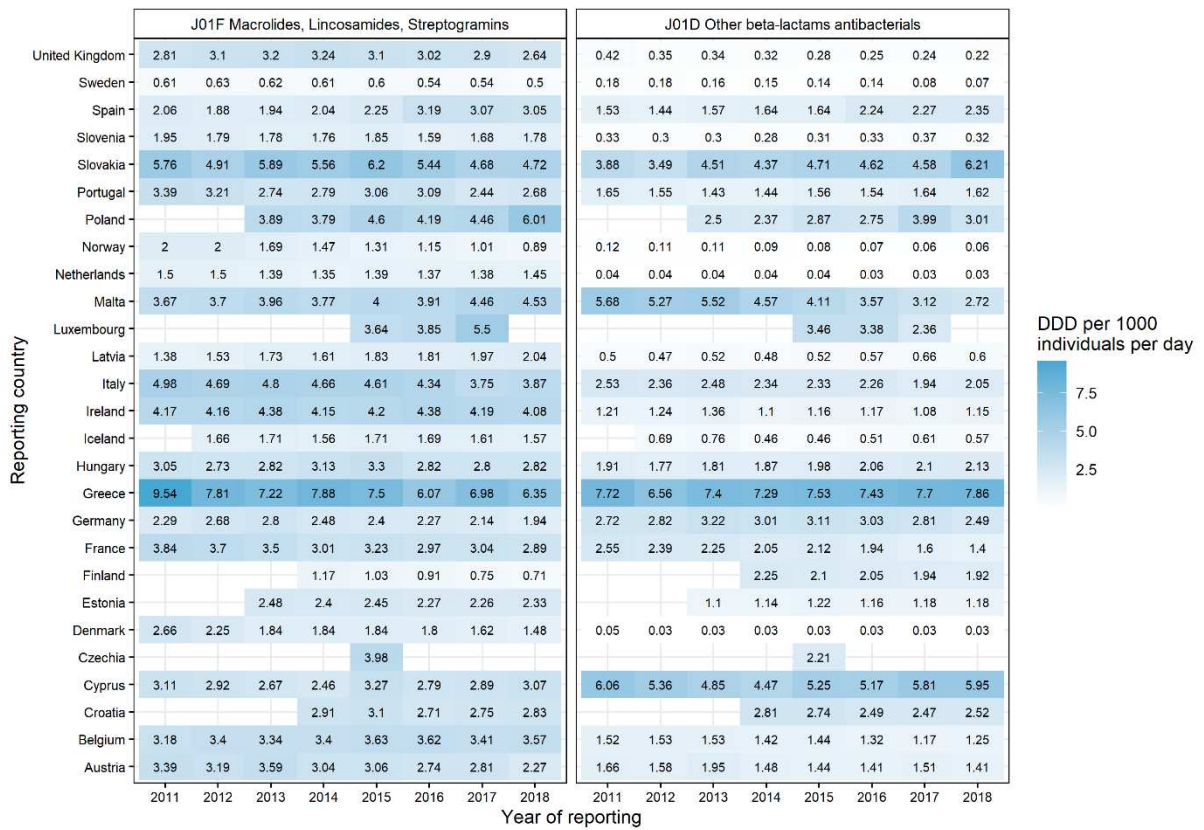 J01F Macrolides, Lincosamides, Streptogramins J01D Other beta-lactams antibacterials
United Kingdom 2.81 3.1 3.2 3.24 3.1 3.02 2.9 2.64 0.42 0.35 0.34 0.32 0.28 0.25 0.24 0.22
Sweden 0.61 0.63 0.62 0.61 0.6 0.54 0.54 0.5 0.18 0.18 0.16 0.15 0.14 0.14 0.08 0.07
Spain 2.06 1.88 1.94 2.04 2.25 3.19 3.07 3.05 1.53 1.44 1.57 1.64 1.64 2.24 2.27 2.35
Slovenia 1.95 1.79 1.78 1.76 1.85 1.59 1.68 1.78 0.33 0.3 0.3 0.28 0.31 0.33 0.37 0.32
Slovakia 5.76 4.91 5.89 5.56 6.2 5.44 4.68 4.72 3.88 3.49 4.51 4.37 4.71 4.62 4.58 6.21
Portugal 3.39 3.21 2.74 2.79 3.06 3.09 2.44 2.68 1.65 1.55 1.43 1.44 1.56 1.54 1.64 1.62
Poland 3.89 3.79 4.6 4.19 4.46 6.01 2.5 2.37 2.87 2.75 3.99 3.01
Norway 2 2 1.69 1.47 1.31 1.15 1.01 0.89 0.12 0.11 0.11 0.09 0.08 0.07 0.06 0.06
Netherlands 1.5 1.5 1.39 1.35 1.39 1.37 1.38 1.45 0.04 0.04 0.04 0.04 0.04 0.03 0.03 0.03
Malta 3.67 3.7 3.96 3.77 4 3.91 4.46 4.53 5.68 5.27 5.52 4.57 4.11 3.57 3.12 2.72
Luxembourg 3.64 3.85 5.5 3.46 3.38 2.36
Latvia 1.38 1.53 1.73 1.61 1.83 1.81 1.97 2.04 0.5 0.47 0.52 0.48 0.52 0.57 0.66 0.6
Italy 4.98 4.69 4.8 4.66 4.61 4.34 3.75 3.87 2.53 2.36 2.48 2.34 2.33 2.26 1.94 2.05
Ireland 4.17 4.16 4.38 4.15 4.2 4.38 4.19 4.08 1.21 1.24 1.36 1.1 1.16 1.17 1.08 1.15
Iceland 1.66 1.71 1.56 1.71 1.69 1.61 1.57 0.69 0.76 0.46 0.46 0.51 0.61 0.57
Hungary 3.05 2.73 2.82 3.13 3.3 2.82 2.8 2.82 1.91 1.77 1.81 1.87 1.98 2.06 2.1 2.13
Greece 9.54 7.81 7.22 7.88 7.5 6.07 6.98 6.35 7.72 6.56 7.4 7.29 7.53 7.43 7.7 7.86
Germany 2.29 2.68 2.8 2.48 2.4 2.27 2.14 1.94 2.72 2.82 3.22 3.01 3.11 3.03 2.81 2.49
France 3.84 3.7 3.5 3.01 3.23 2.97 3.04 2.89 2.55 2.39 2.25 2.05 2.12 1.94 1.6 1.4
Finland 1.17 1.03 0.91 0.75 0.71 2.25 2.1 2.05 1.94 1.92
Estonia 2.48 2.4 2.45 2.27 2.26 2.33 1.1 1.14 1.22 1.16 1.18 1.18
Denmark 2.66 2.25 1.84 1.84 1.84 1.8 1.62 1.48 0.05 0.03 0.03 0.03 0.03 0.03 0.03 0.03
Czechia 3.98 2.21
Cyprus 3.11 2.92 2.67 2.46 3.27 2.79 2.89 3.07 6.06 5.36 4.85 4.47 5.25 5.17 5.81 5.95
Croatia 2.91 3.1 2.71 2.75 2.83 2.81 2.74 2.49 2.47 2.52
Belgium 3.18 3.4 3.34 3.4 3.63 3.62 3.41 3.57 1.52 1.53 1.53 1.42 1.44 1.32 1.17 1.25
Austria 3.39 3.19 3.59 3.04 3.06 2.74 2.81 2.27 1.66 1.58 1.95 1.48 1.44 1.41 1.51 1.41
2011 2012 2013 2014 2015 2016 2017 2018 2011 2012 2013 2014 2015 2016 2017 2018
Year of reporting
Reporting country
DDD per 1000
individuals per day
7.5
5.0
2.5